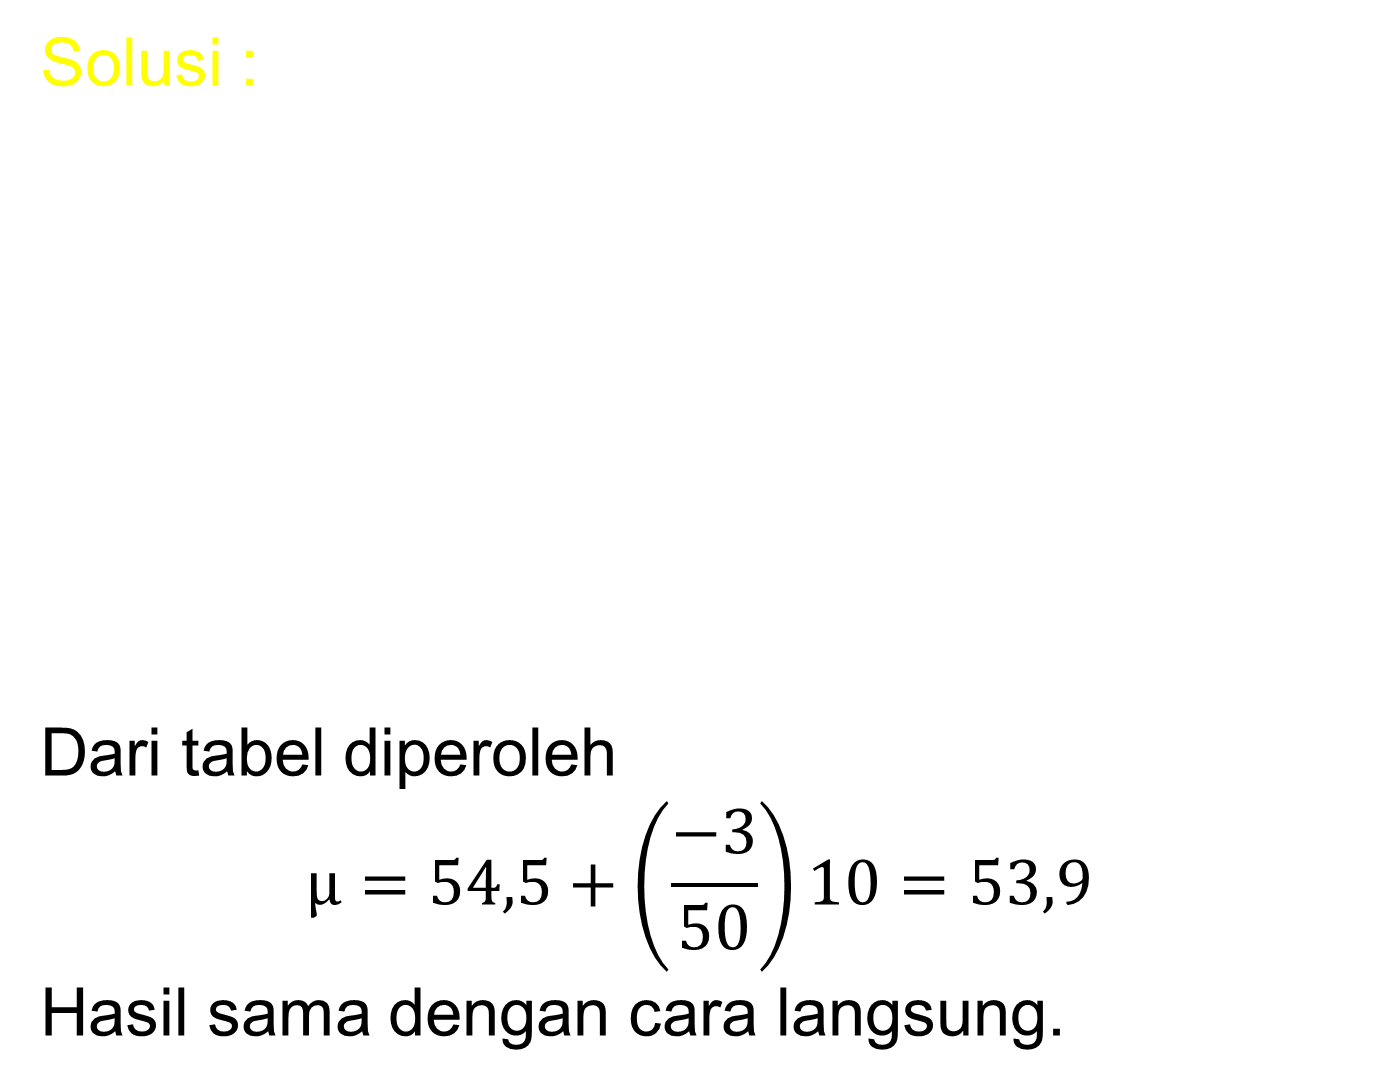 Solusi :
Dari tabel diperoleh
μ = 54,5 + (−3/50) 10 = 53,9
Hasil sama dengan cara langsung.